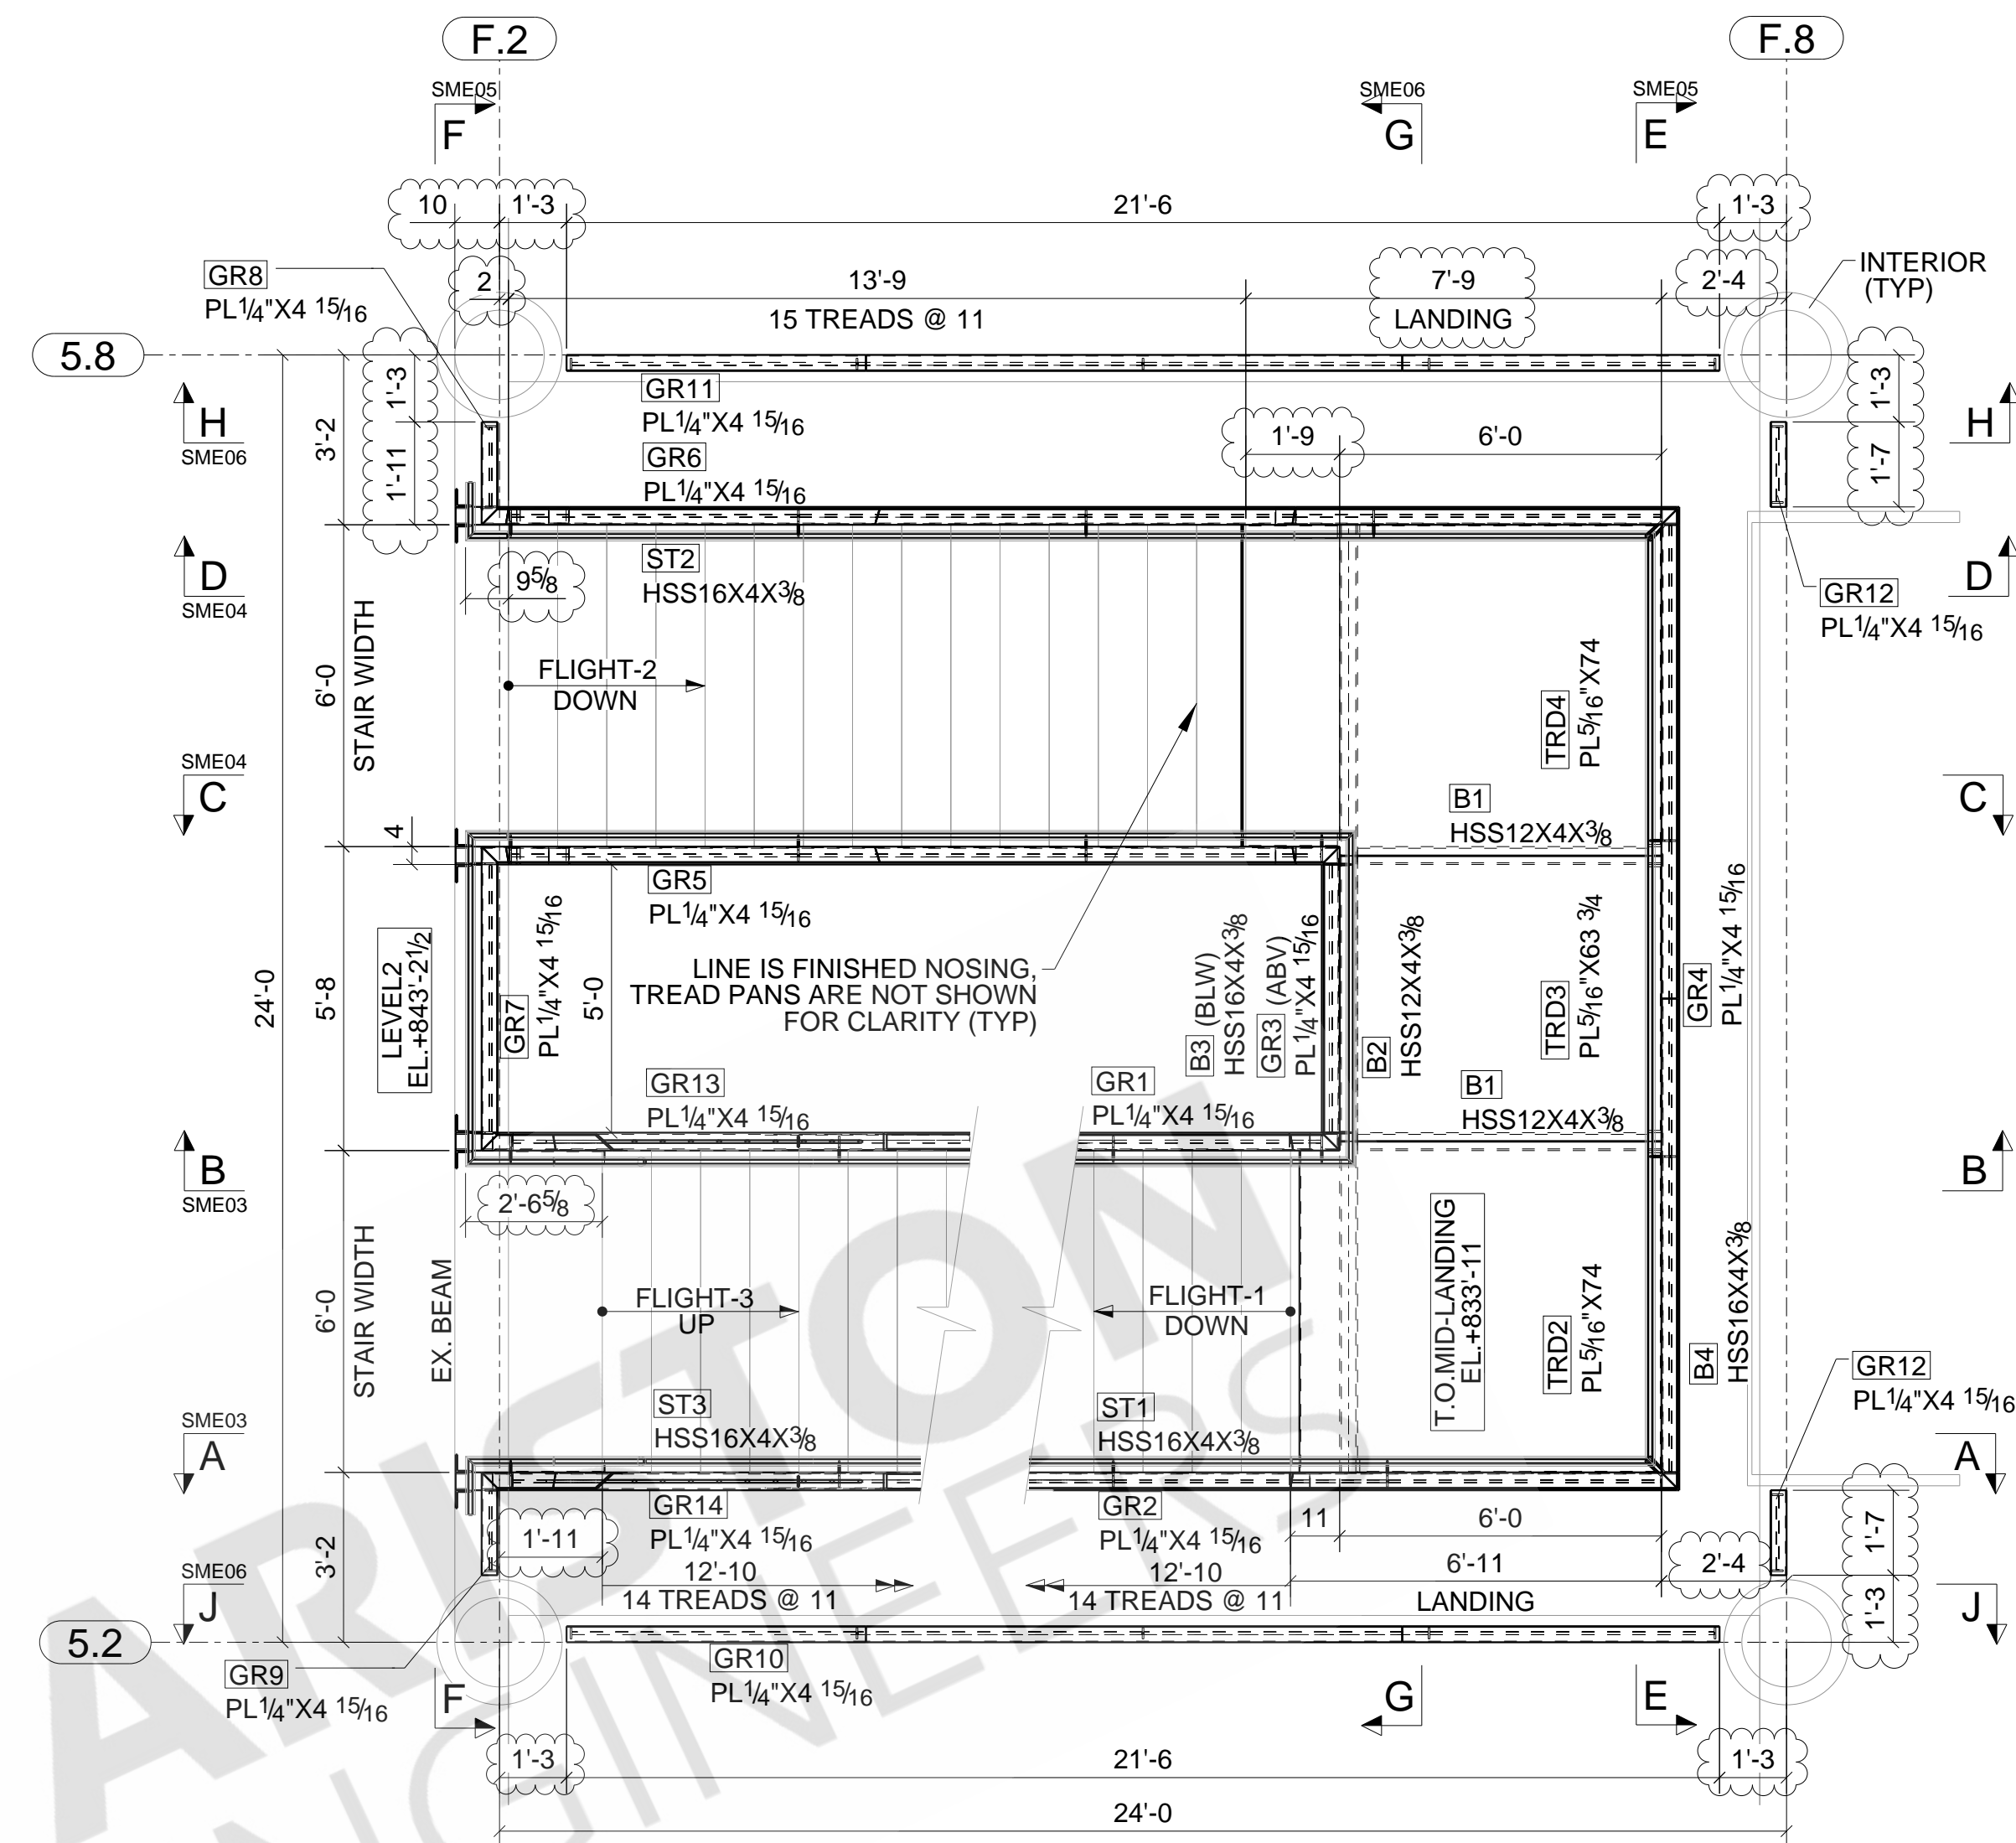 F.2
F.8
SME05
F
SME06
G
SME05
E
10
1'-3
21'-6
1'-3
GR8
PL1/4"X4 15/16
2
13'-9
15 TREADS @ 11
7'-9
LANDING
2'-4
INTERIOR
(TYP)
5.8
H
SME06
3'-2
1'-3
1'-11
GR11
PL1/4"X4 15/16
GR6
PL1/4"X4 15/16
1'-9
6'-0
1'-3
1'-7
H
D
SME04
9 5/8
ST2
HSS16X4X3/8
GR12
PL1/4"X4 15/16
D
6'-0
STAIR WIDTH
FLIGHT-2
DOWN
TRD4
PL5/16"X74
SME04
C
4
B1
HSS12X4X3/8
C
24'-0
5'-8
LEVEL2
EL.+843'-2 1/2
GR7
PL1/4"X4 15/16
5'-0
GR5
PL1/4"X4 15/16
LINE IS FINISHED NOSING,
TREAD PANS ARE NOT SHOWN
FOR CLARITY (TYP)
B3 (BLW)
HSS16X4X3/8
GR3 (ABV)
PL1/4"X4 15/16
B2
HSS12X4X3/8
TRD3
PL5/16"X63 3/4
GR4
PL1/4"X4 15/16
GR13
PL1/4"X4 15/16
GR1
PL1/4"X4 15/16
B1
HSS12X4X3/8
B
SME03
B
2'-6 5/8
6'-0
STAIR WIDTH
EX. BEAM
FLIGHT-3
UP
FLIGHT-1
DOWN
T.O.MID-LANDING
EL.+833'-11
TRD2
PL5/16"X74
B4
HSS16X4X3/8
GR12
PL1/4"X4 15/16
SME03
A
ST3
HSS16X4X3/8
ST1
HSS16X4X3/8
A
3'-2
1'-11
GR14
PL1/4"X4 15/16
GR2
PL1/4"X4 15/16
11
6'-0
12'-10
14 TREADS @ 11
12'-10
14 TREADS @ 11
6'-11
LANDING
2'-4
1'-7
1'-3
SME06
J
J
5.2
GR9
PL1/4"X4 15/16
GR10
PL1/4"X4 15/16
F
G
E
1'-3
21'-6
1'-3
24'-0
ARISTON
ENGINEERS